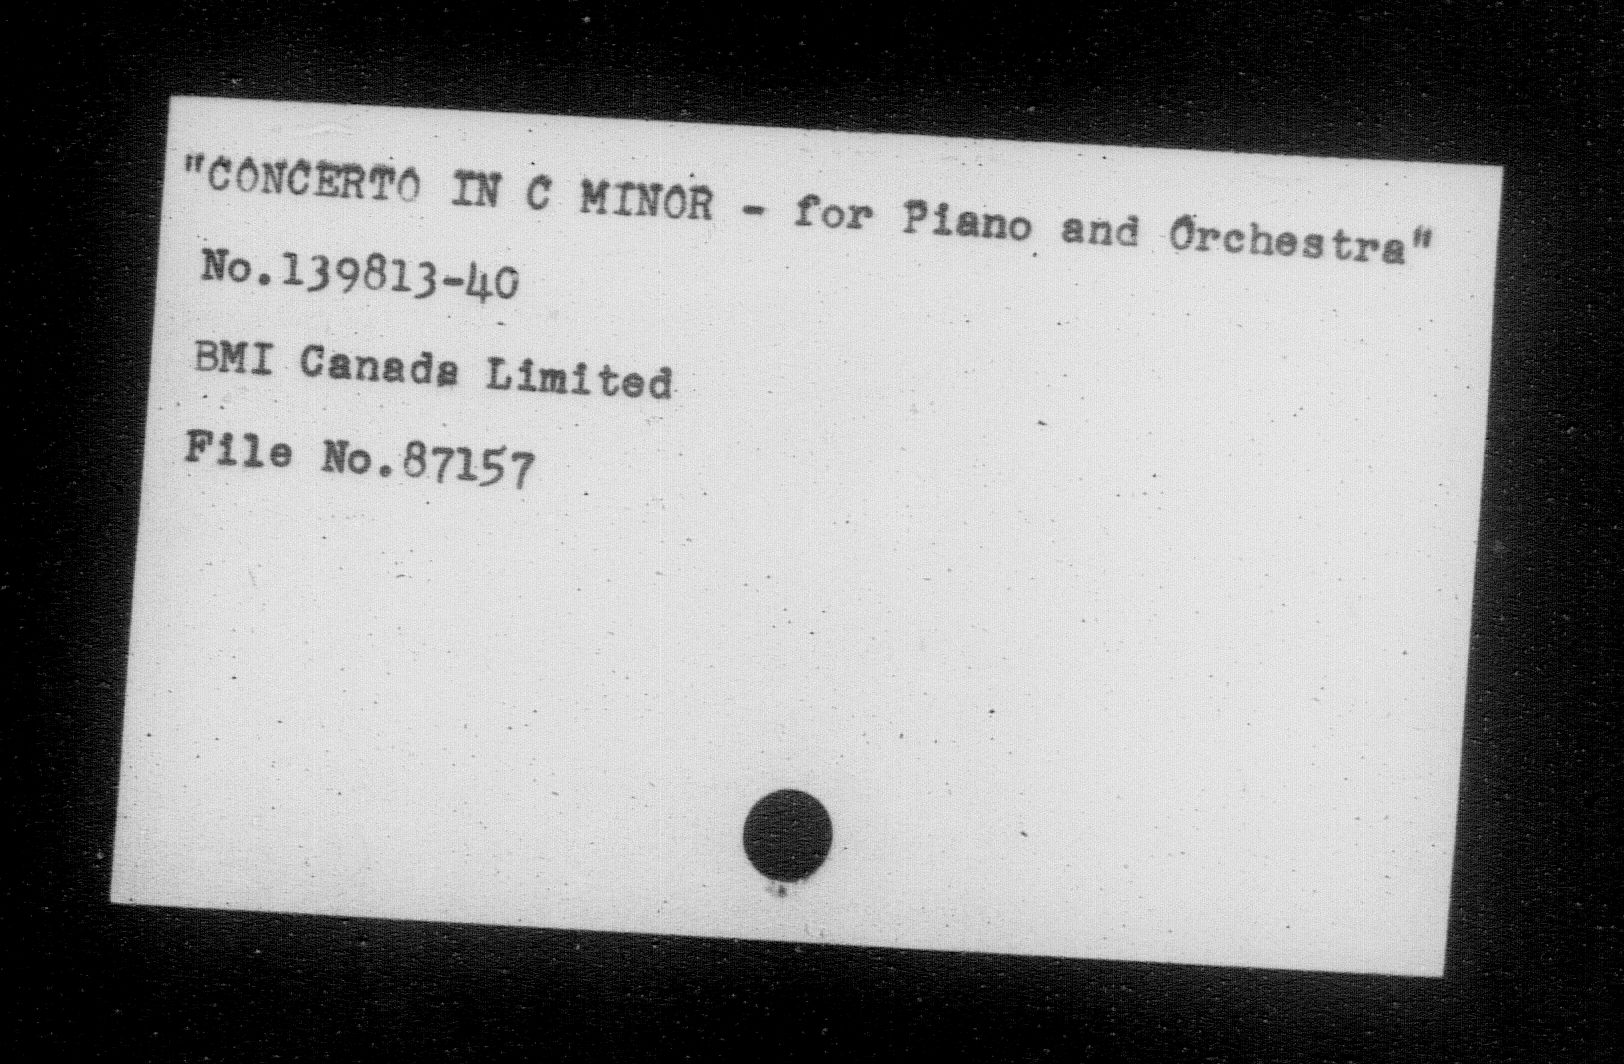 "CONCERTO IN C MINOR - for Piano and Orchestra"
No.139813-40
BMI Canada Limited
File No.87157